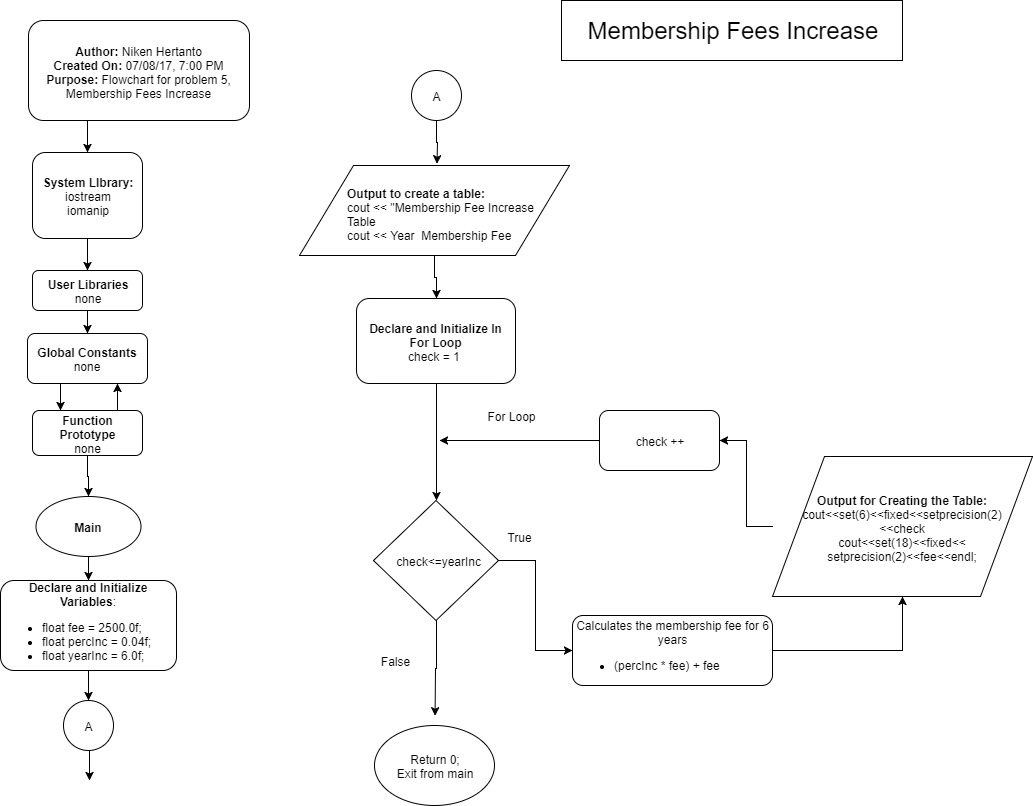 Membership Fees Increase
Author: Niken Hertanto
Created On: 07/08/17, 7:00 PM
Purpose: Flowchart for problem 5,
Membership Fees Increase
System LIbrary:
iostream
iomanip
User Libraries
none
Global Constants
none
Function
Prototype
none
Main
Declare and Initialize
Variables:
• float fee = 2500.0f;
• float percInc = 0.04f;
• float yearInc = 6.0f;
A
A
Output to create a table:
cout << "Membership Fee Increase
Table
cout << Year  Membership Fee
Declare and Initialize In
For Loop
check = 1
For Loop
check ++
check<=yearInc
True
False
Calculates the membership fee for 6
years
• (percInc * fee) + fee
Output for Creating the Table:
cout<<set(6)<<fixed<<setprecision(2)
<<check
cout<<set(18)<<fixed<<
setprecision(2)<<fee<<endl;
Return 0;
Exit from main